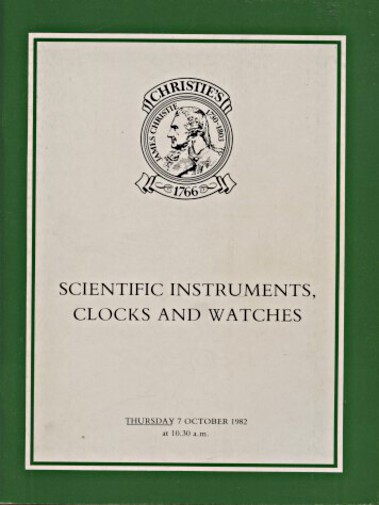 CHRISTIE'S
JAMES CHRISTIE 1730-1803
1766
SCIENTIFIC INSTRUMENTS,
CLOCKS AND WATCHES
THURSDAY 7 OCTOBER 1982
at 10.30 a.m.